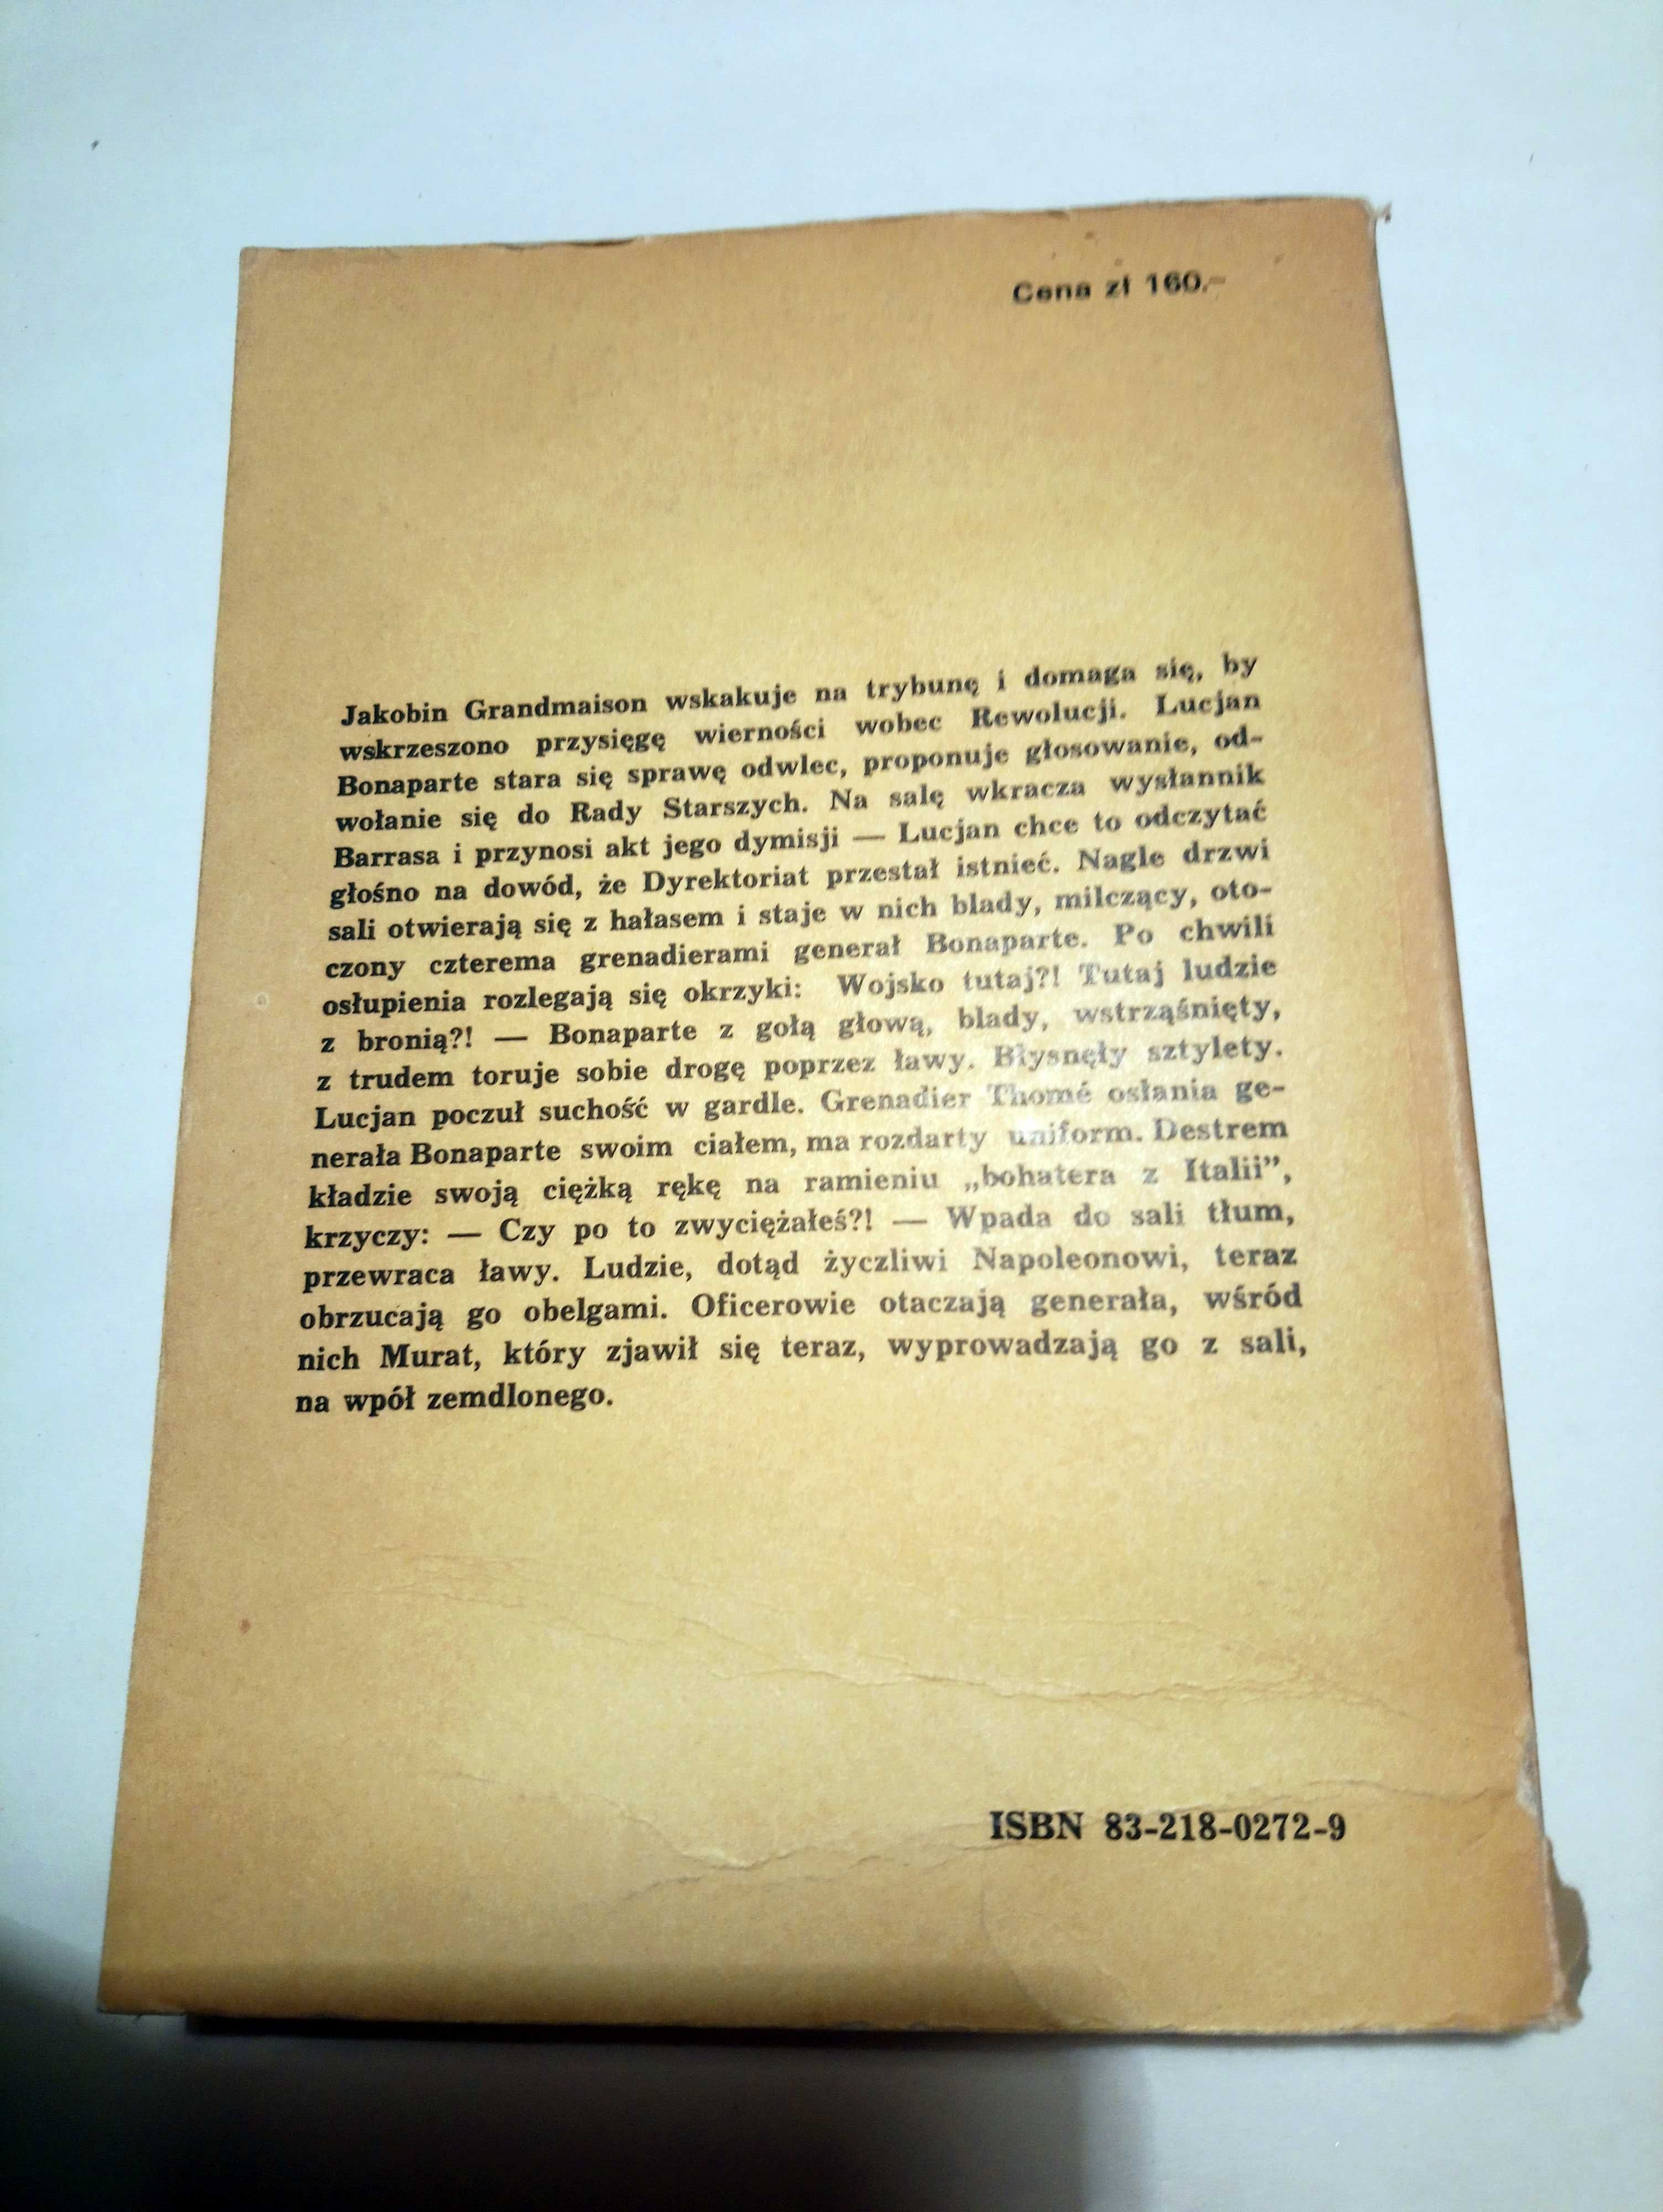 Cena zł 160.-
Jakobin Grandmaison wskakuje na trybunę i domaga się, by
wskrzeszono przysięgę wierności wobec Rewolucji. Lucjan
Bonaparte stara się sprawę odwlec, proponuje głosowanie, od-
wołanie się do Rady Starszych. Na salę wkracza wysłannik
Barrasa i przynosi akt jego dymisji — Lucjan chce to odczytać
głośno na dowód, że Dyrektoriat przestał istnieć. Nagle drzwi
sali otwierają się z hałasem i staje w nich blady, milczący, oto-
czony czterema grenadierami generał Bonaparte. Po chwili
osłupienia rozlegają się okrzyki: Wojsko tutaj?! Tutaj ludzie
z bronią?! — Bonaparte z gołą głową, blady, wstrząśnięty,
z trudem toruje sobie drogę poprzez ławy. Błysnęły sztylety.
Lucjan poczuł suchość w gardle. Grenadier Thomé osłania ge-
nerała Bonaparte swoim ciałem, ma rozdarty uniform. Destrem
kładzie swoją ciężką rękę na ramieniu „bohatera z Italii”,
krzyczy: — Czy po to zwyciężałeś?! — Wpada do sali tłum,
przewraca ławy. Ludzie, dotąd życzliwi Napoleonowi, teraz
obrzucają go obelgami. Oficerowie otaczają generała, wśród
nich Murat, który zjawił się teraz, wyprowadzają go z sali,
na wpół zemdlonego.
ISBN 83-218-0272-9